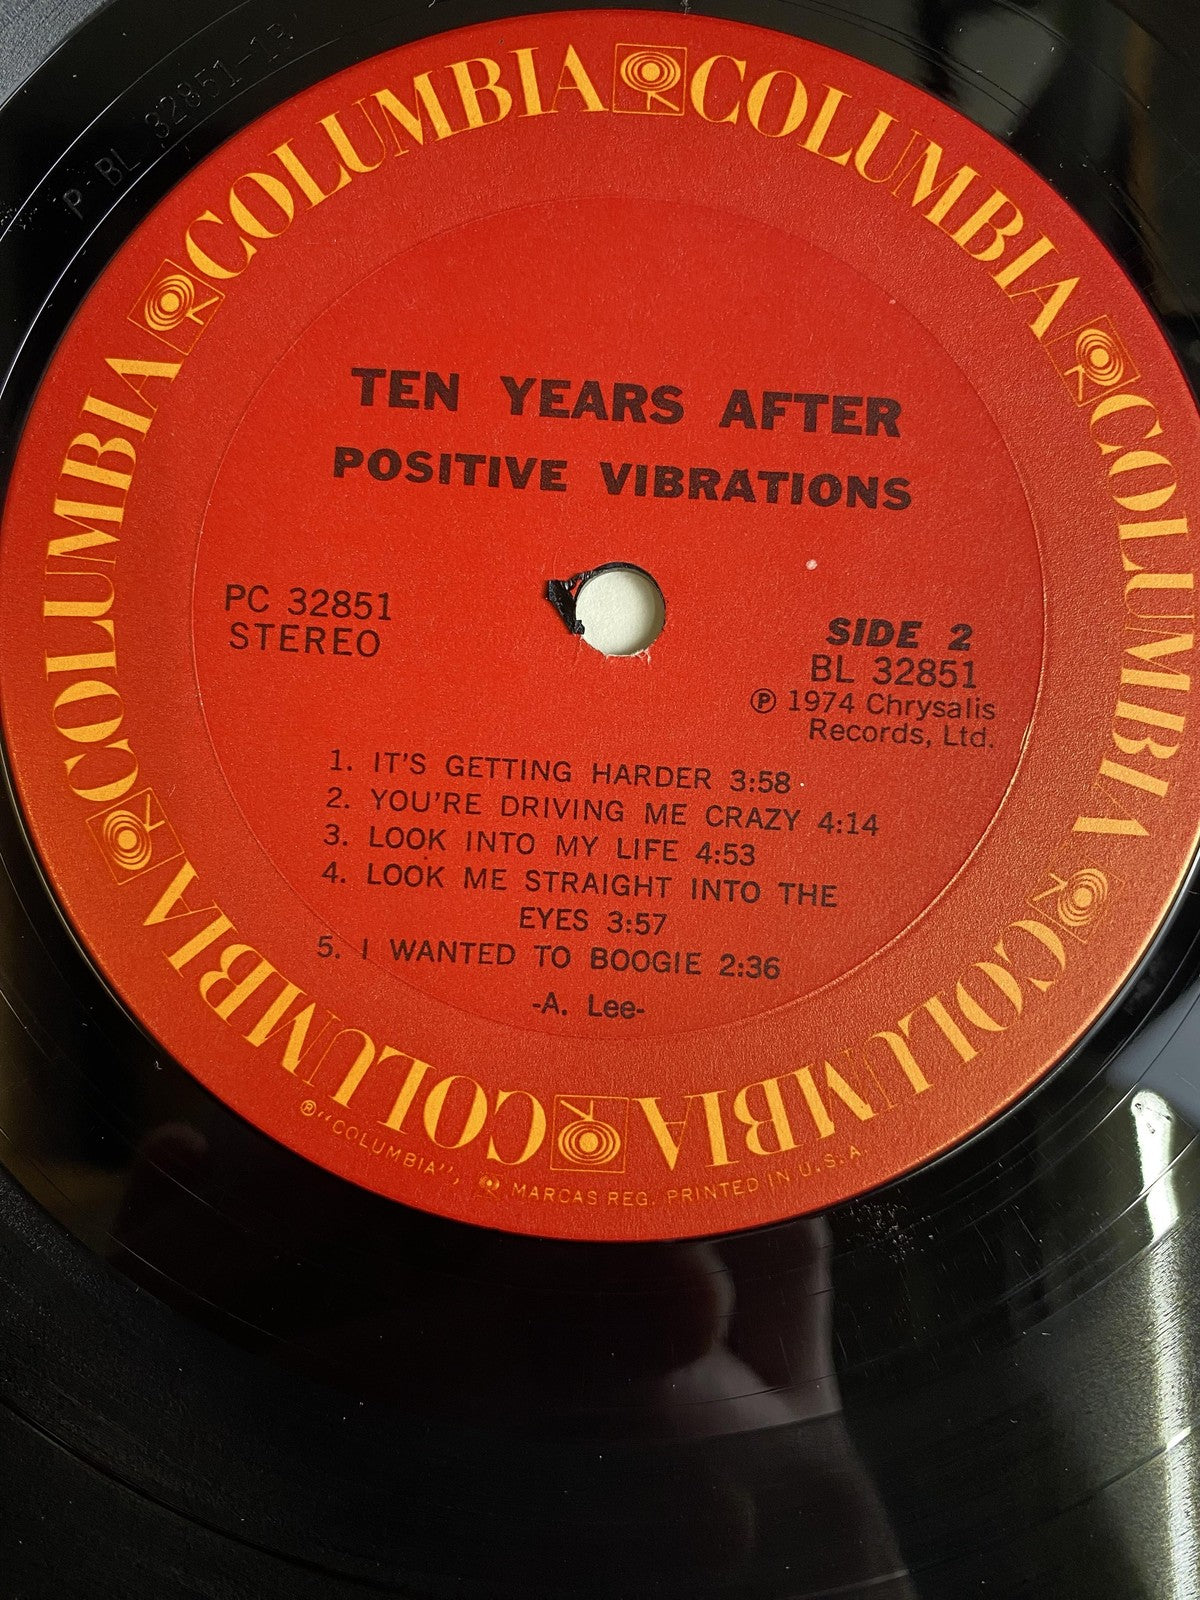 P-BL 32851-1B
COLUMBIA COLUMBIA COLUMBIA COLUMBIA COLUMBIA COLUMBIA
TEN YEARS AFTER
POSITIVE VIBRATIONS
PC 32851
STEREO
SIDE 2
BL 32851
Ⓟ 1974 Chrysalis
Records, Ltd.
1. IT'S GETTING HARDER 3:58
2. YOU'RE DRIVING ME CRAZY 4:14
3. LOOK INTO MY LIFE 4:53
4. LOOK ME STRAIGHT INTO THE
EYES 3:57
5. I WANTED TO BOOGIE 2:36
-A. Lee-
® "COLUMBIA", MARCAS REG. PRINTED IN U.S.A.